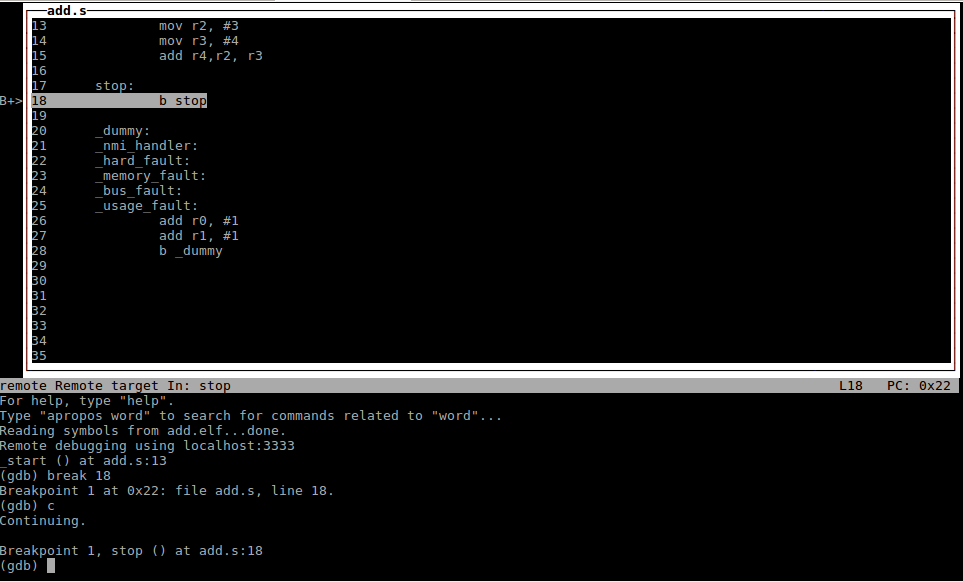 add.s
13 mov r2, #3
14 mov r3, #4
15 add r4,r2, r3
16
17 stop:
B+> 18 b stop
19
20 _dummy:
21 _nmi_handler:
22 _hard_fault:
23 _memory_fault:
24 _bus_fault:
25 _usage_fault:
26 add r0, #1
27 add r1, #1
28 b _dummy
29
30
31
32
33
34
35
remote Remote target In: stop L18 PC: 0x22
For help, type "help".
Type "apropos word" to search for commands related to "word"...
Reading symbols from add.elf...done.
Remote debugging using localhost:3333
_start () at add.s:13
(gdb) break 18
Breakpoint 1 at 0x22: file add.s, line 18.
(gdb) c
Continuing.
Breakpoint 1, stop () at add.s:18
(gdb)